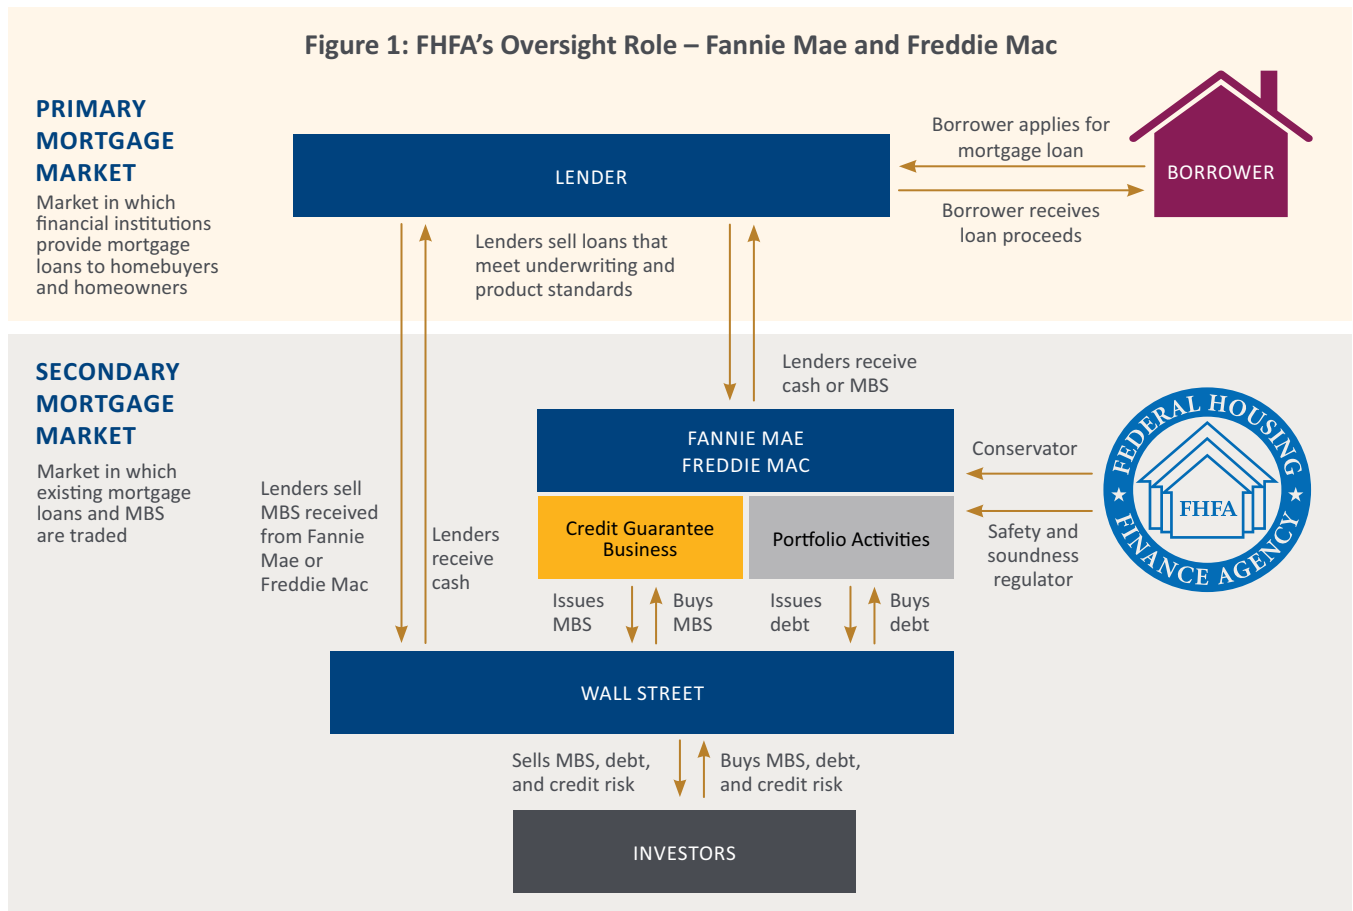 Figure 1: FHFA’s Oversight Role – Fannie Mae and Freddie Mac
PRIMARY
MORTGAGE
MARKET
Market in which
financial institutions
provide mortgage
loans to homebuyers
and homeowners
LENDER
Borrower applies for
mortgage loan
BORROWER
Borrower receives
loan proceeds
Lenders sell loans that
meet underwriting and
product standards
SECONDARY
MORTGAGE
MARKET
Market in which
existing mortgage
loans and MBS
are traded
Lenders receive
cash or MBS
FANNIE MAE
FREDDIE MAC
Conservator
Safety and
soundness
regulator
FEDERAL HOUSING
FHFA
FINANCE AGENCY
Lenders sell
MBS received
from Fannie
Mae or
Freddie Mac
Lenders
receive
cash
Credit Guarantee
Business
Portfolio Activities
Issues
MBS
Buys
MBS
Issues
debt
Buys
debt
WALL STREET
Sells MBS, debt,
and credit risk
Buys MBS, debt,
and credit risk
INVESTORS